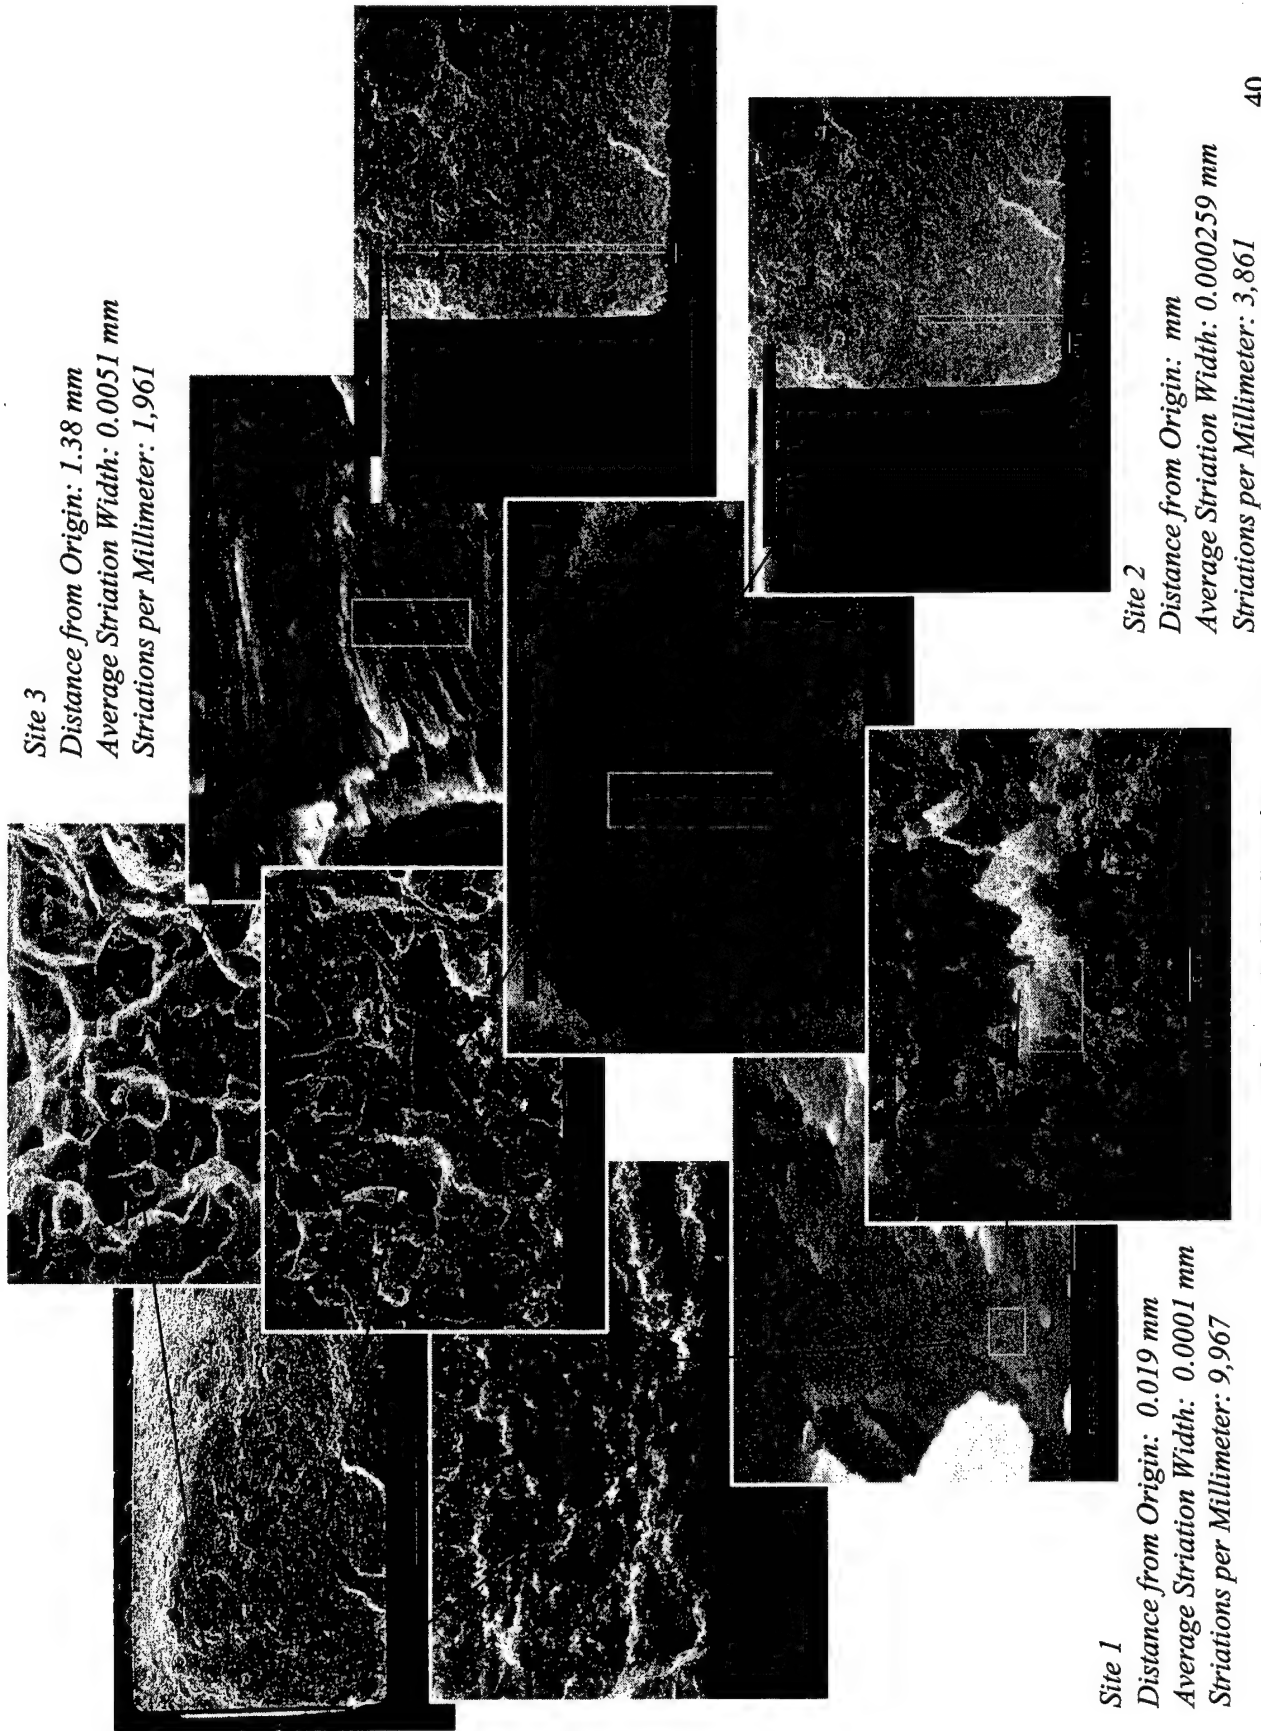 Site 3
Distance from Origin: 1.38 mm
Average Striation Width: 0.0051 mm
Striations per Millimeter: 1,961
Site 1
Distance from Origin: 0.019 mm
Average Striation Width: 0.0001 mm
Striations per Millimeter: 9,967
Site 2
Distance from Origin: mm
Average Striation Width: 0.000259 mm
Striations per Millimeter: 3,861
40